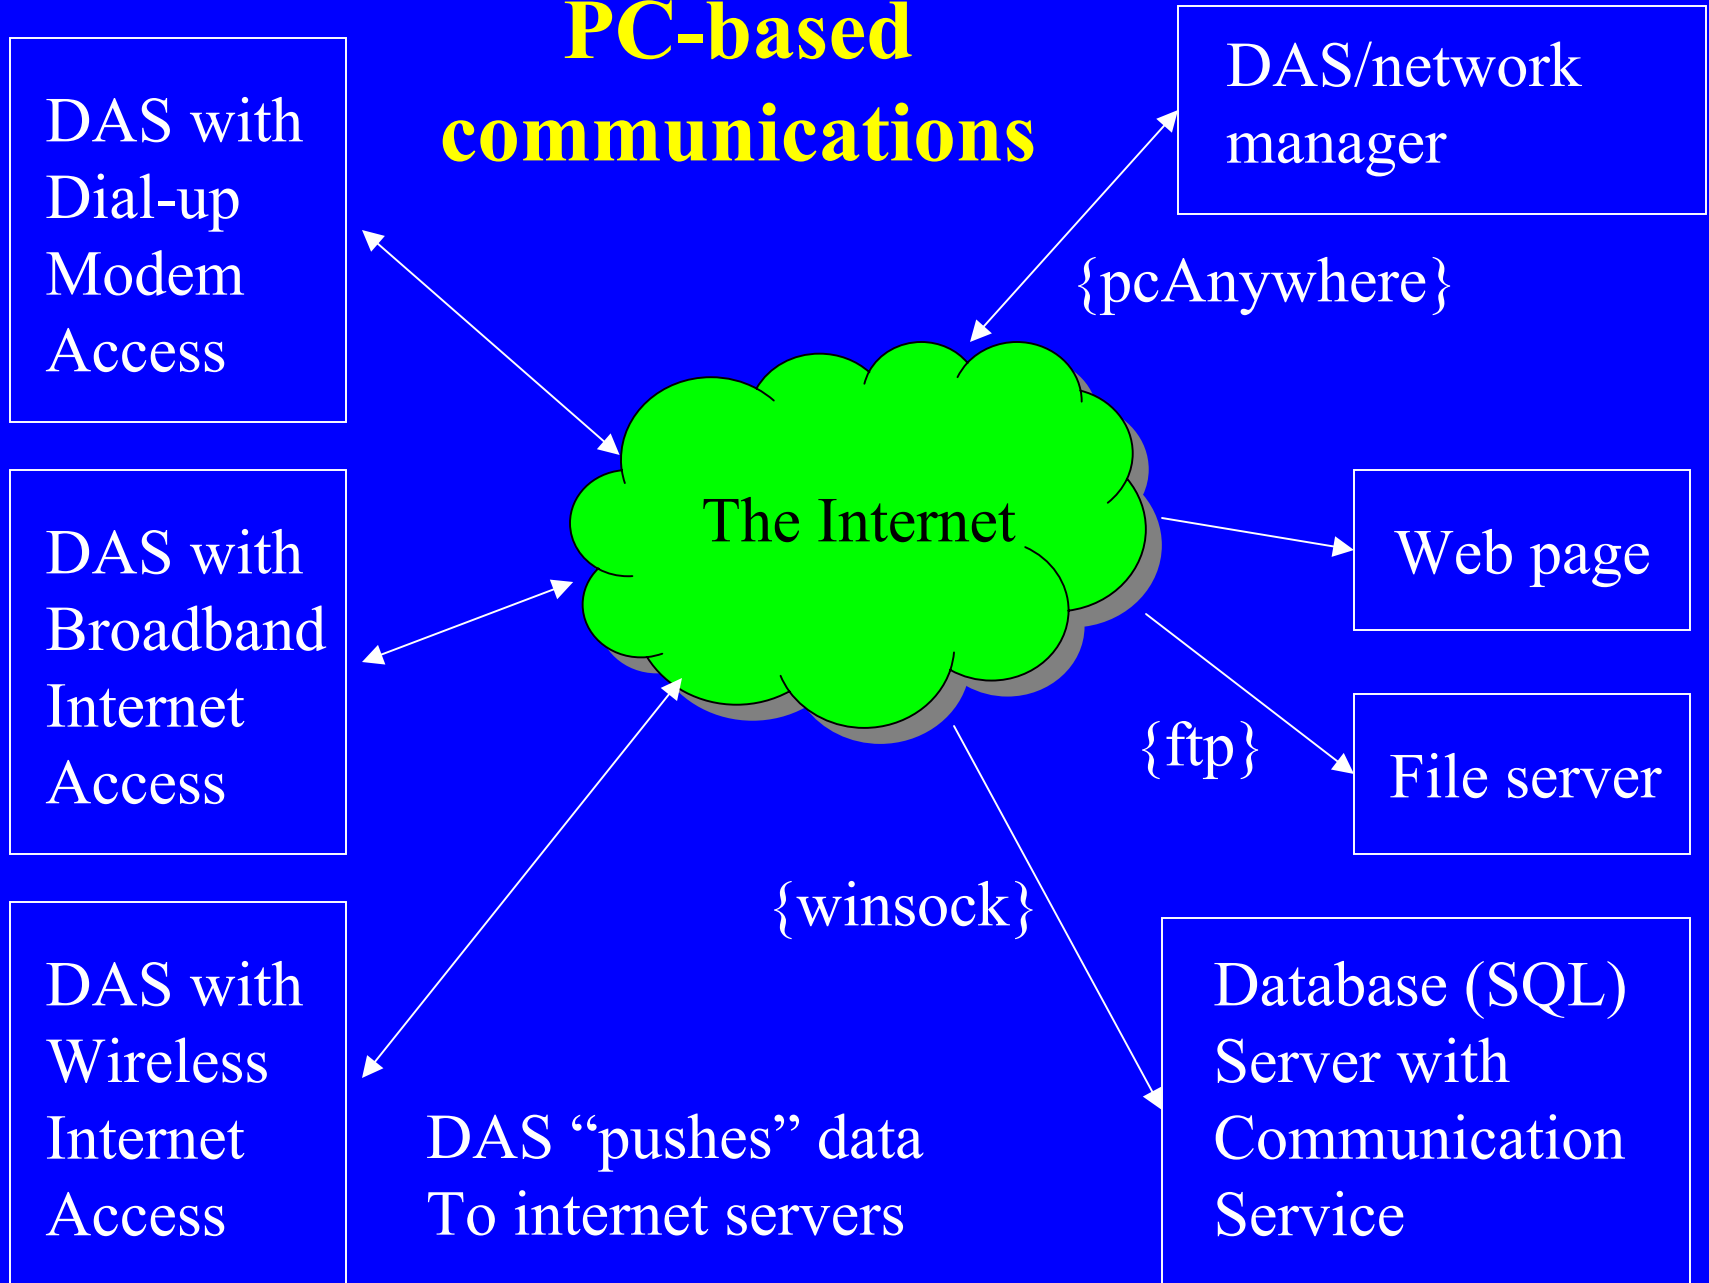 PC-based
communications
DAS with
Dial-up
Modem
Access
DAS/network
manager
{pcAnywhere}
The Internet
DAS with
Broadband
Internet
Access
Web page
{ftp}
File server
{winsock}
DAS with
Wireless
Internet
Access
DAS “pushes” data
To internet servers
Database (SQL)
Server with
Communication
Service